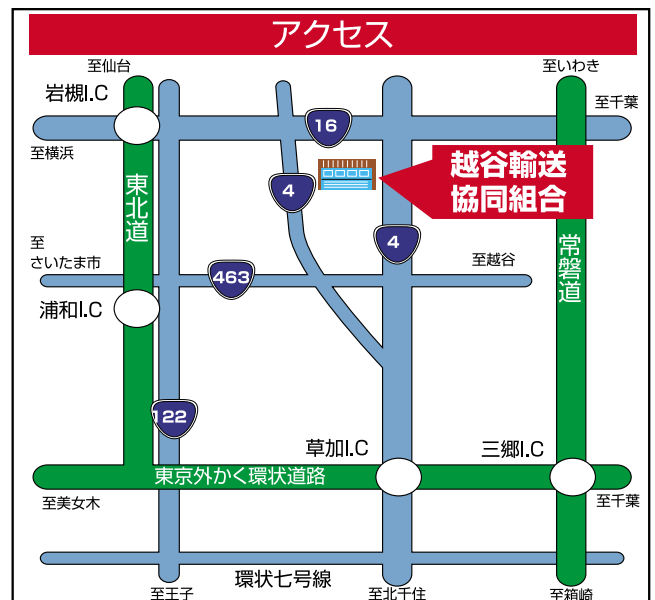 アクセス
至仙台
至いわき
岩槻I.C
至千葉
16
至横浜
越谷輸送
協同組合
東北道
4
4
常磐道
至
さいたま市
463
至越谷
浦和I.C
122
草加I.C
三郷I.C
東京外かく環状道路
至美女木
至千葉
環状七号線
至王子
至北千住
至箱崎